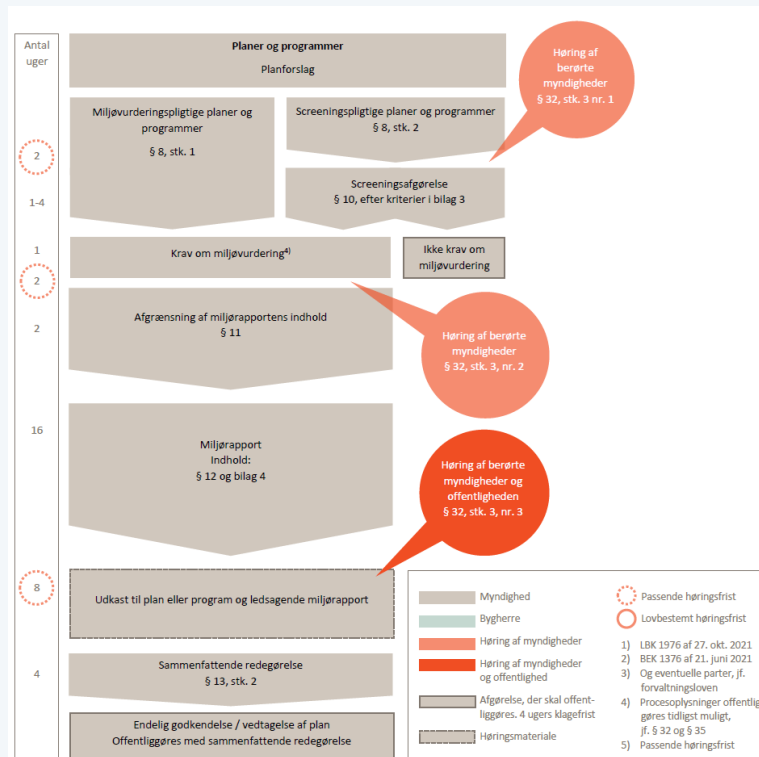 Antal
uger
Planer og programmer
Planforslag
Høring af
berørte
myndigheder
§ 32, stk. 3 nr. 1
Miljøvurderingspligtige planer og
programmer
§ 8, stk. 1
Screeningspligtige planer og programmer
§ 8, stk. 2
2
Screeningsafgørelse
§ 10, efter kriterier i bilag 3
1-4
1
Krav om miljøvurdering⁴⁾
Ikke krav om
miljøvurdering
2
Afgrænsning af miljørapportens indhold
§ 11
2
Høring af berørte
myndigheder
§ 32, stk. 3, nr. 2
16
Miljørapport
Indhold:
§ 12 og bilag 4
Høring af berørte
myndigheder og
offentligheden
§ 32, stk. 3, nr. 3
8
Udkast til plan eller program og ledsagende miljørapport
4
Sammenfattende redegørelse
§ 13, stk. 2
Endelig godkendelse / vedtagelse af plan
Offentliggøres med sammenfattende redegørelse
Myndighed
Bygherre
Høring af myndigheder
Høring af myndigheder
og offentlighed
Afgørelse, der skal offent-
liggøres. 4 ugers klagefrist
Høringsmateriale
Passende høringsfrist
Lovbestemt høringsfrist
1) LBK 1976 af 27. okt. 2021
2) BEK 1376 af 21. juni 2021
3) Og eventuelle parter, jf.
forvaltningsloven
4) Procesoplysninger offentlig
gøres tidligst muligt,
jf. § 32 og § 35
5) Passende høringsfrist